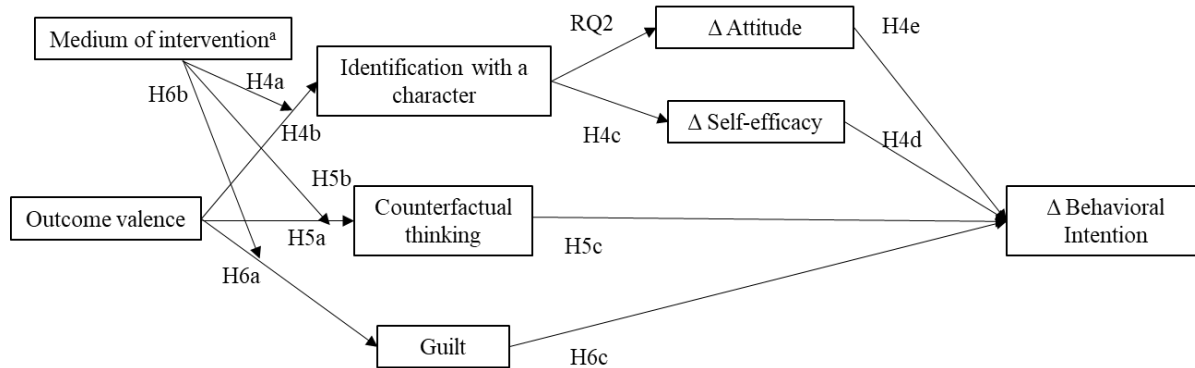 RQ2
Δ Attitude
H4e
Medium of interventionᵃ
Identification with a
character
H4a
H6b
H4b
H4c
Δ Self-efficacy
H4d
H5b
Outcome valence
H5a
Counterfactual
thinking
H5c
Δ Behavioral
Intention
H6a
Guilt
H6c